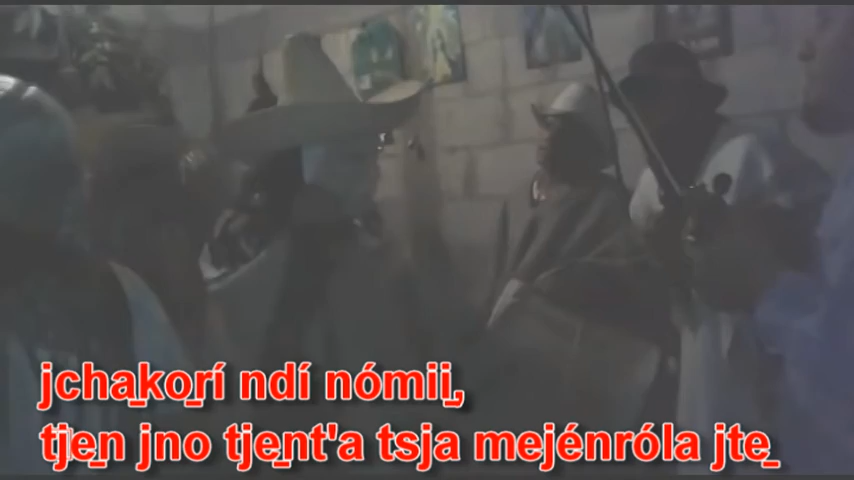 jcha̱ko̱rí ndí nómii̱,
tje̱n jno tje̱nt'a tsja mejénróla jte̱